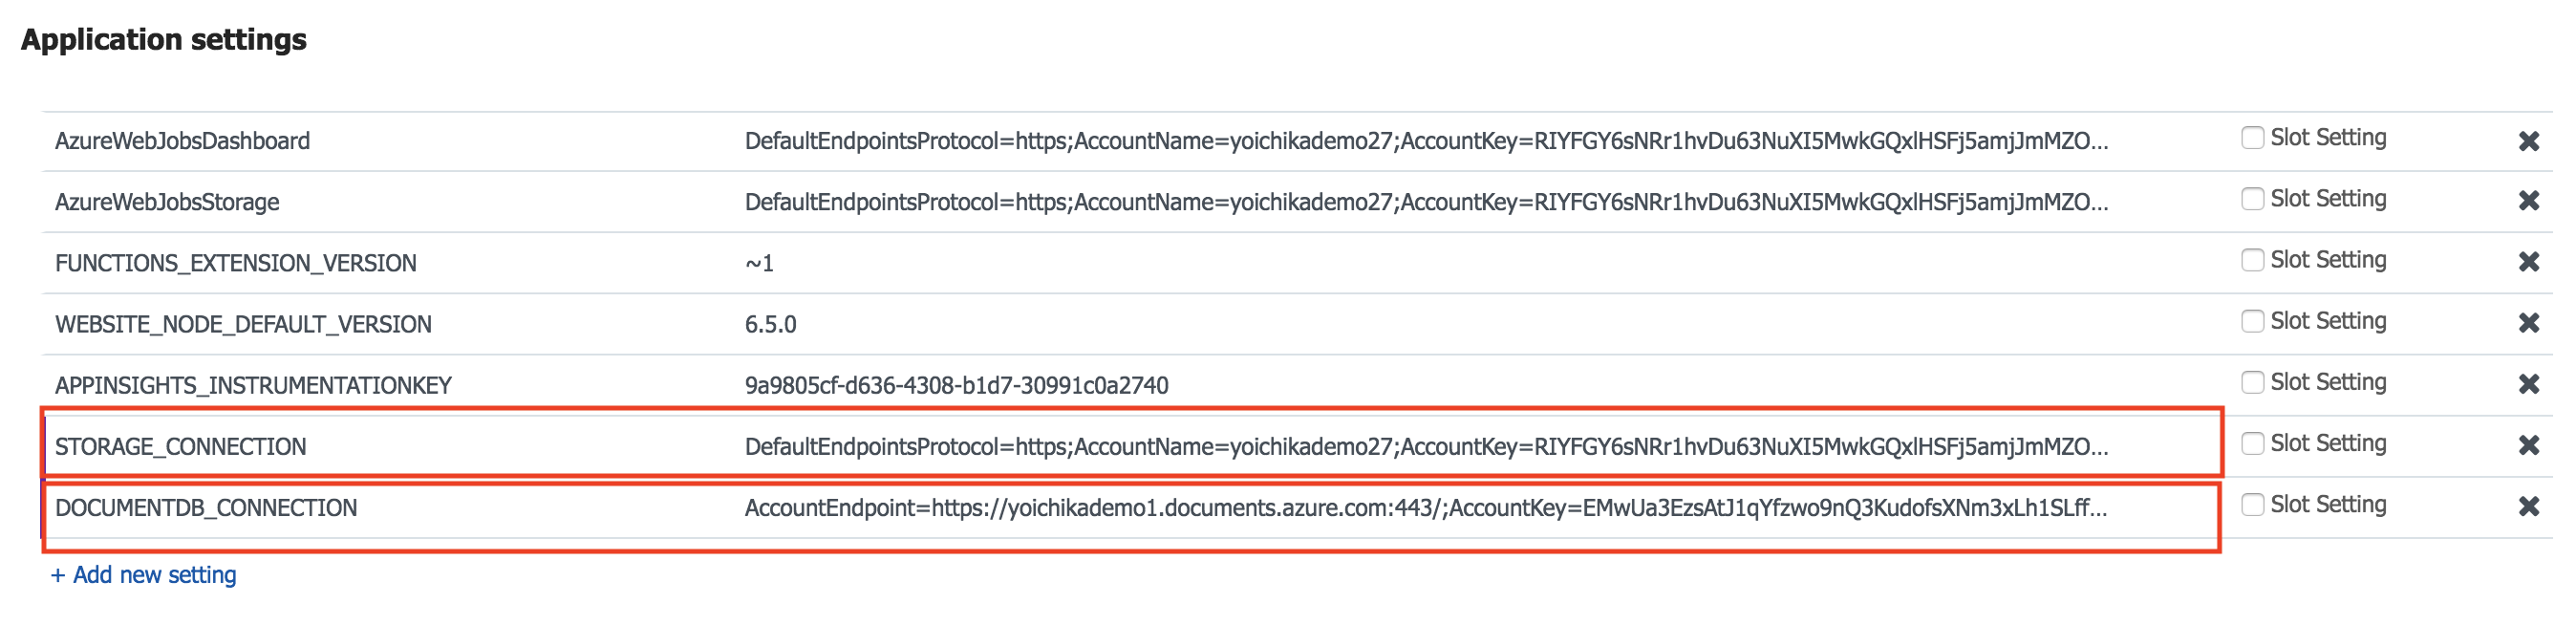 Application settings
AzureWebJobsDashboard DefaultEndpointsProtocol=https;AccountName=yoichikademo27;AccountKey=RIYFGY6sNRr1hvDu63NuXI5MwkGQxlHSFj5amjJmMZO... Slot Setting
AzureWebJobsStorage DefaultEndpointsProtocol=https;AccountName=yoichikademo27;AccountKey=RIYFGY6sNRr1hvDu63NuXI5MwkGQxlHSFj5amjJmMZO... Slot Setting
FUNCTIONS_EXTENSION_VERSION ~1 Slot Setting
WEBSITE_NODE_DEFAULT_VERSION 6.5.0 Slot Setting
APPINSIGHTS_INSTRUMENTATIONKEY 9a9805cf-d636-4308-b1d7-30991c0a2740 Slot Setting
STORAGE_CONNECTION DefaultEndpointsProtocol=https;AccountName=yoichikademo27;AccountKey=RIYFGY6sNRr1hvDu63NuXI5MwkGQxlHSFj5amjJmMZO... Slot Setting
DOCUMENTDB_CONNECTION AccountEndpoint=https://yoichikademo1.documents.azure.com:443/;AccountKey=EMwUa3EzsAtJ1qYfzwo9nQ3KudofsXNm3xLh1SLff... Slot Setting
+ Add new setting